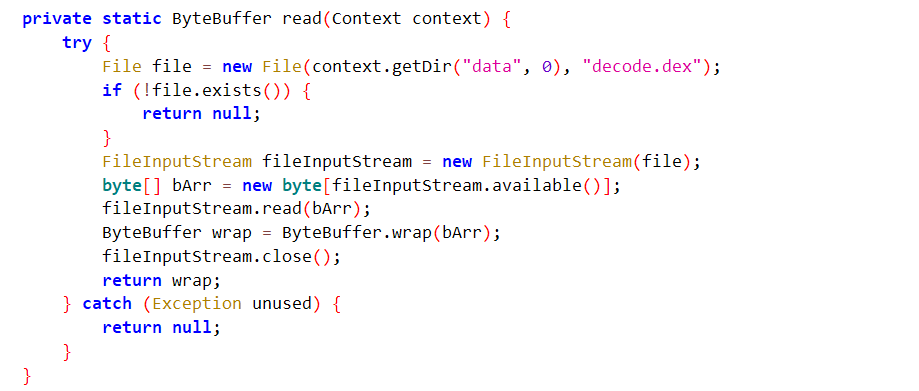 private static ByteBuffer read(Context context) {
    try {
        File file = new File(context.getDir("data", 0), "decode.dex");
        if (!file.exists()) {
            return null;
        }
        FileInputStream fileInputStream = new FileInputStream(file);
        byte[] bArr = new byte[fileInputStream.available()];
        fileInputStream.read(bArr);
        ByteBuffer wrap = ByteBuffer.wrap(bArr);
        fileInputStream.close();
        return wrap;
    } catch (Exception unused) {
        return null;
    }
}